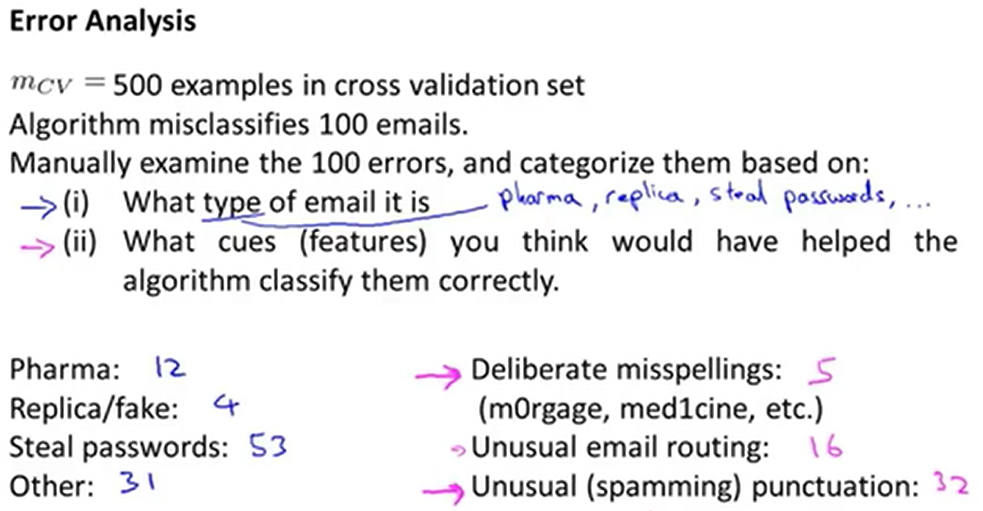 Error Analysis
m_CV = 500 examples in cross validation set
Algorithm misclassifies 100 emails.
Manually examine the 100 errors, and categorize them based on:
→ (i) What type of email it is pharma, replica, steal passwords, ...
→ (ii) What cues (features) you think would have helped the
algorithm classify them correctly.
Pharma: 12
Replica/fake: 4
Steal passwords: 53
Other: 31
→ Deliberate misspellings: 5
(m0rgage, med1cine, etc.)
→ Unusual email routing: 16
→ Unusual (spamming) punctuation: 32